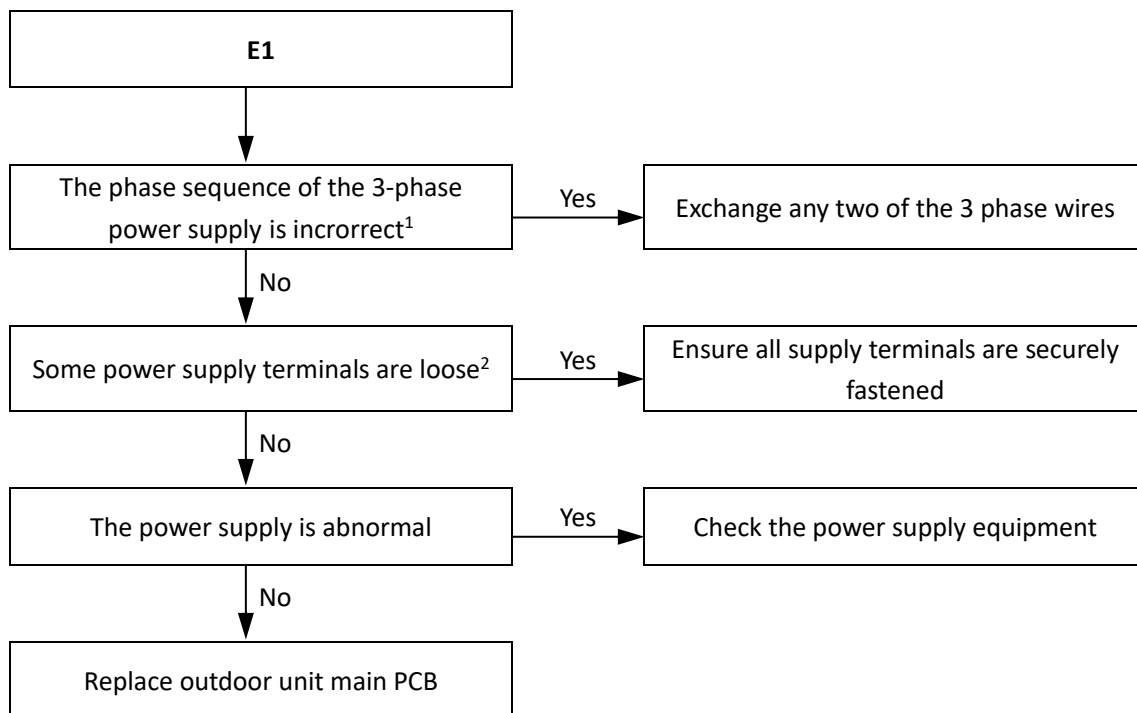 E1
The phase sequence of the 3-phase
power supply is incrorrect¹
Yes
Exchange any two of the 3 phase wires
No
Some power supply terminals are loose²
Yes
Ensure all supply terminals are securely
fastened
No
The power supply is abnormal
Yes
Check the power supply equipment
No
Replace outdoor unit main PCB